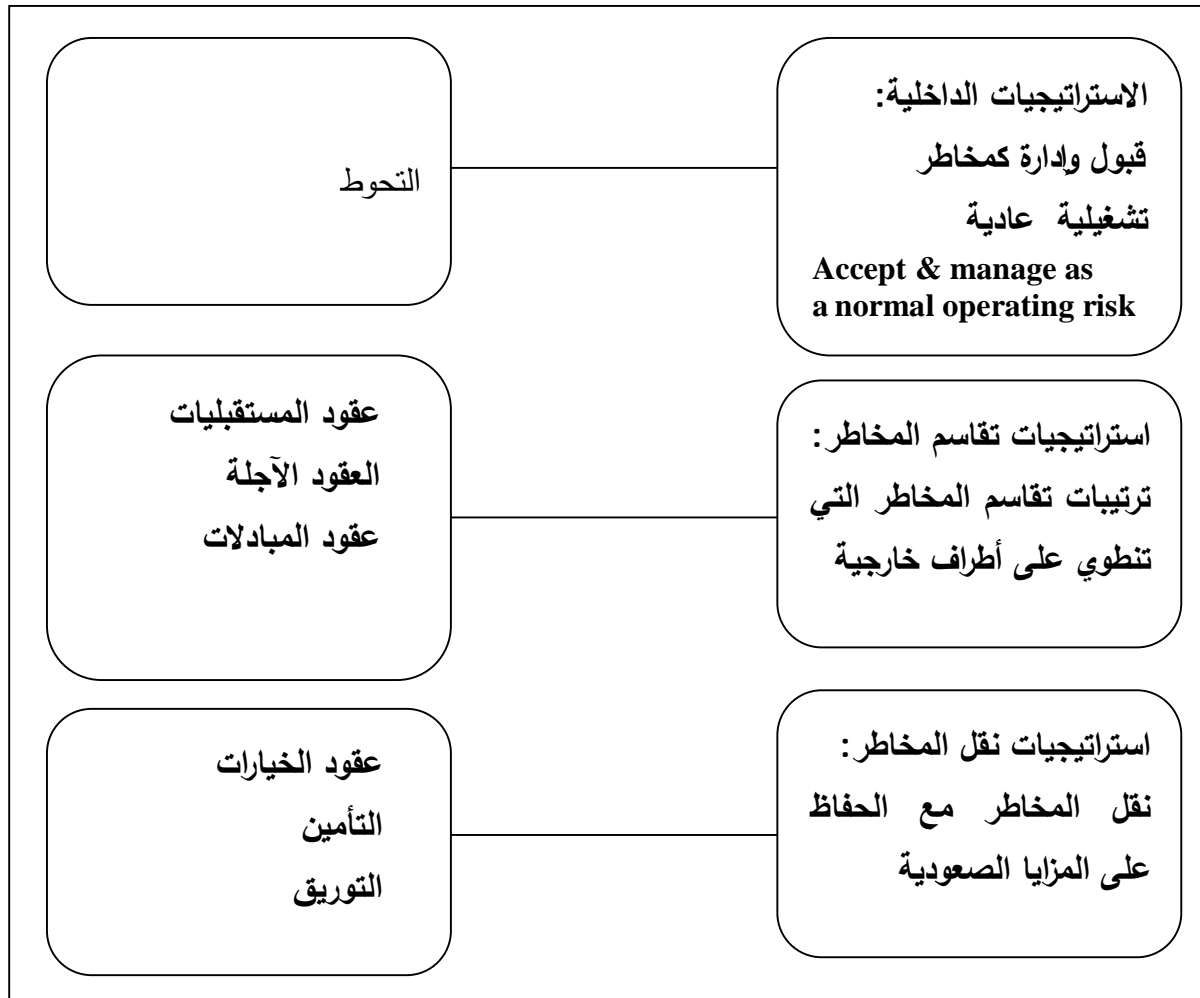 الاستراتيجيات الداخلية:
قبول وإدارة كمخاطر
تشغيلية عادية
Accept & manage as
a normal operating risk
التحوط
استراتيجيات تقاسم المخاطر:
ترتيبات تقاسم المخاطر التي
تنطوي على أطراف خارجية
عقود المستقبليات
العقود الآجلة
عقود المبادلات
استراتيجيات نقل المخاطر:
نقل المخاطر مع الحفاظ
على المزايا الصعودية
عقود الخيارات
التأمين
التوريق